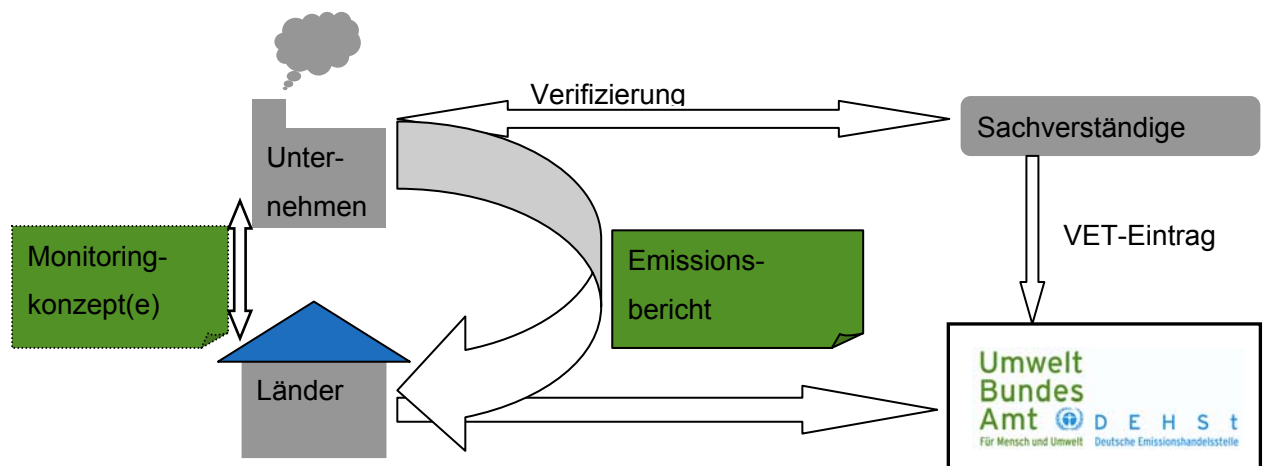 Verifizierung
Sachverständige
Unter-
nehmen
Monitoring-
konzept(e)
Emissions-
bericht
VET-Eintrag
Länder
Umwelt
Bundes
Amt
D E H S t
Für Mensch und Umwelt
Deutsche Emissionshandelsstelle